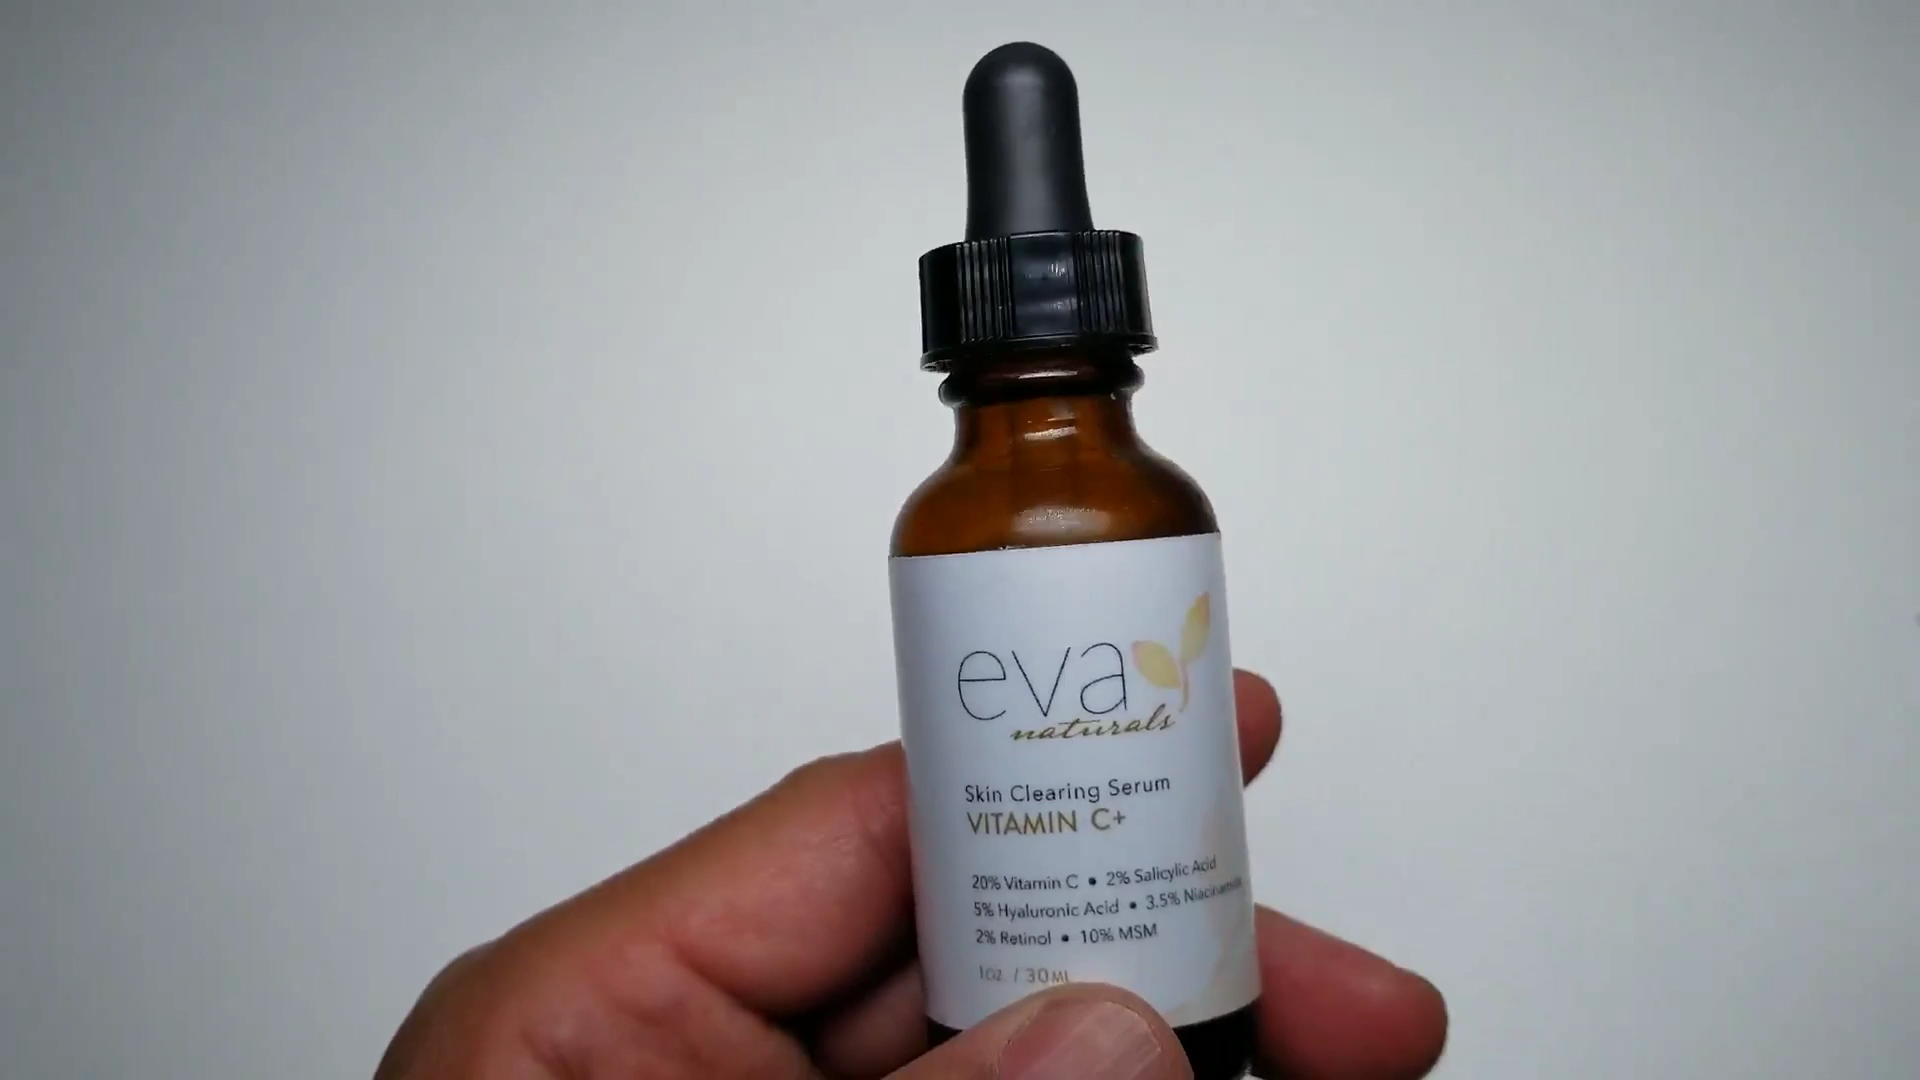 eva
naturals
Skin Clearing Serum
VITAMIN C+
20% Vitamin C • 2% Salicylic Acid
5% Hyaluronic Acid • 3.5% Niacinamide
2% Retinol • 10% MSM
1oz. / 30ML